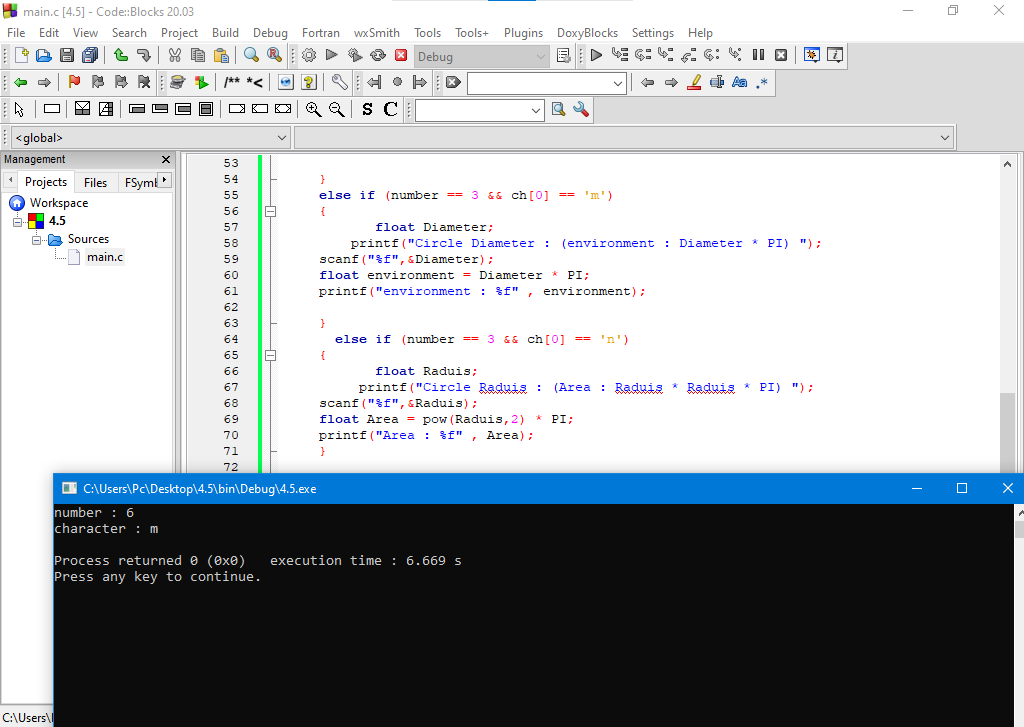 main.c [4.5] - Code::Blocks 20.03
File Edit View Search Project Build Debug Fortran wxSmith Tools Tools+ Plugins DoxyBlocks Settings Help
Debug
/** *<
S C
<global>
Management
Projects Files FSymb
Workspace
4.5
Sources
main.c
53
54 }
55 else if (number == 3 && ch[0] == 'm')
56 {
57 float Diameter;
58 printf("Circle Diameter : (environment : Diameter * PI) ");
59 scanf("%f",&Diameter);
60 float environment = Diameter * PI;
61 printf("environment : %f" , environment);
62
63 }
64 else if (number == 3 && ch[0] == 'n')
65 {
66 float Raduis;
67 printf("Circle Raduis : (Area : Raduis * Raduis * PI) ");
68 scanf("%f",&Raduis);
69 float Area = pow(Raduis,2) * PI;
70 printf("Area : %f" , Area);
71 }
72
C:\Users\Pc\Desktop\4.5\bin\Debug\4.5.exe
number : 6
character : m
Process returned 0 (0x0) execution time : 6.669 s
Press any key to continue.
C:\Users\